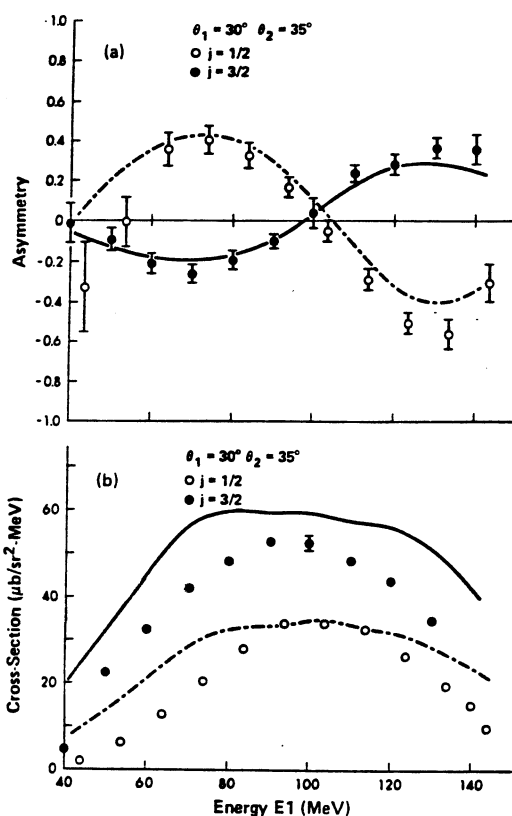 1.0
(a)
θ1 = 30° θ2 = 35°
j = 1/2
j = 3/2
0.8
0.6
0.4
0.2
0
-0.2
-0.4
-0.6
-0.8
-1.0
Asymmetry
(b)
θ1 = 30° θ2 = 35°
j = 1/2
j = 3/2
60
40
20
0
Cross-Section (μb/sr²-MeV)
40 60 80 100 120 140
Energy E1 (MeV)